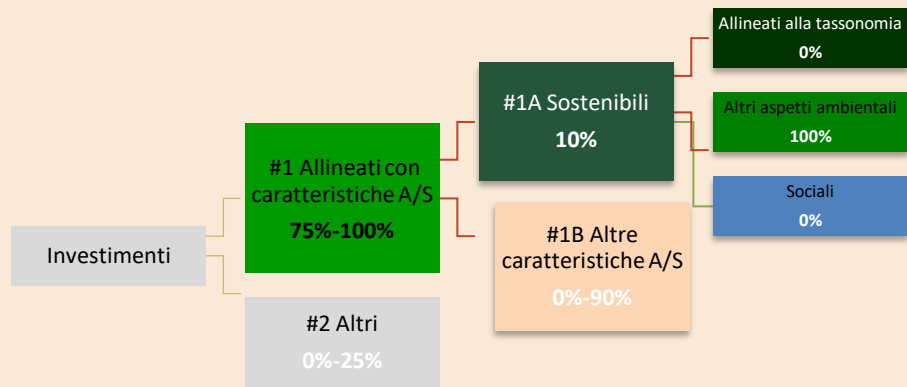 Investimenti
#1 Allineati con
caratteristiche A/S
75%-100%
#2 Altri
0%-25%
#1A Sostenibili
10%
#1B Altre
caratteristiche A/S
0%-90%
Allineati alla tassonomia
0%
Altri aspetti ambientali
100%
Sociali
0%